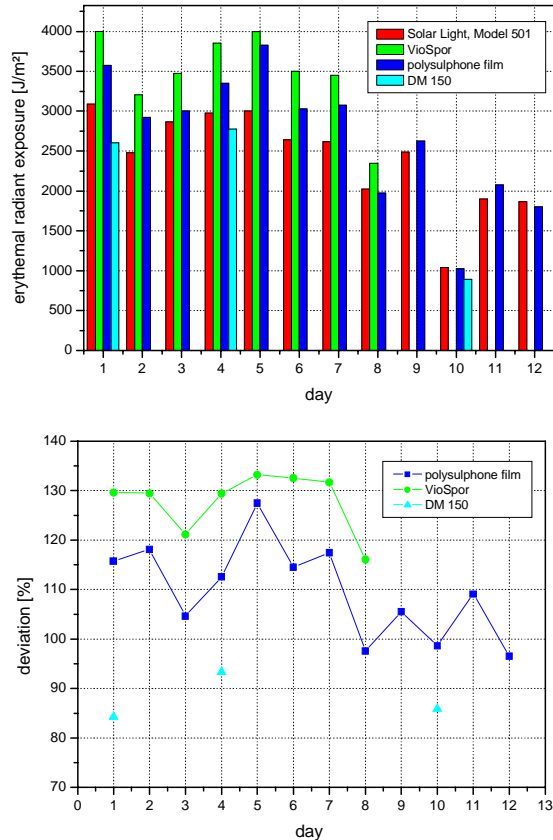 erythemal radiant exposure [J/m²]
4000
3500
3000
2500
2000
1500
1000
500
0
Solar Light, Model 501
VioSpor
polysulphone film
DM 150
1 2 3 4 5 6 7 8 9 10 11 12
day
deviation [%]
140
130
120
110
100
90
80
70
polysulphone film
VioSpor
DM 150
0 1 2 3 4 5 6 7 8 9 10 11 12 13
day